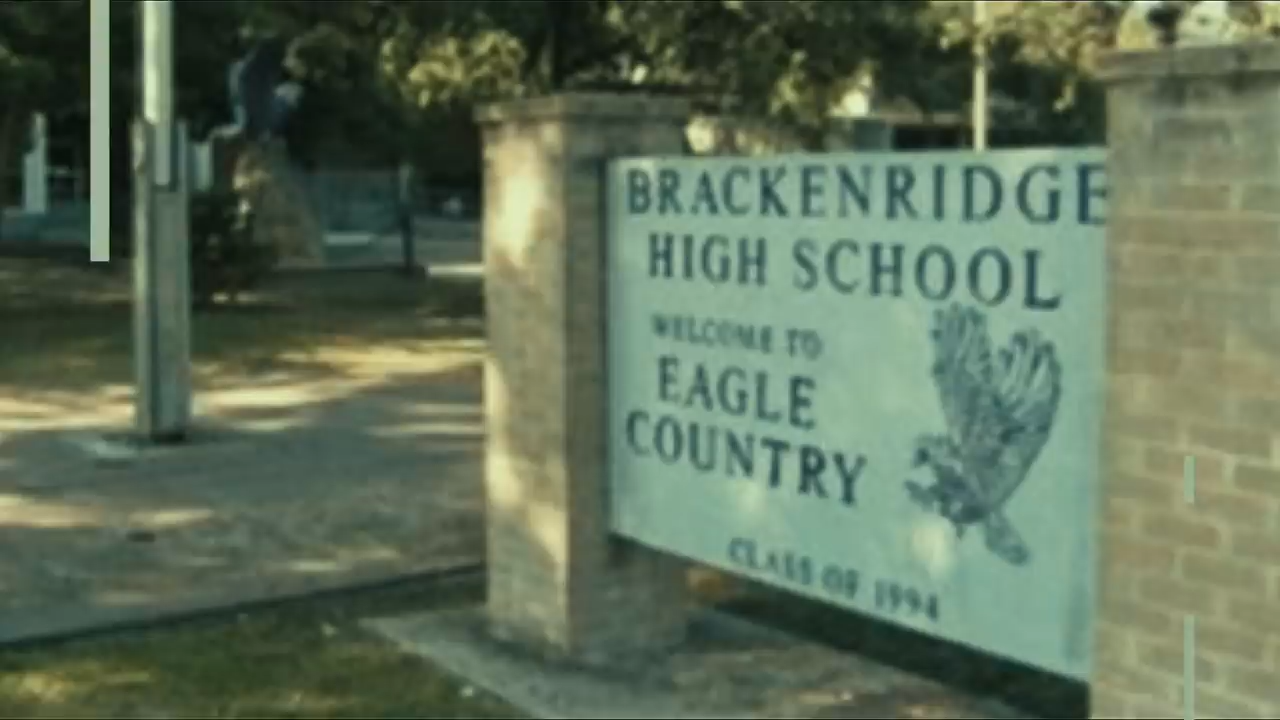 BRACKENRIDGE
HIGH SCHOOL
WELCOME TO
EAGLE
COUNTRY
CLASS OF 1994